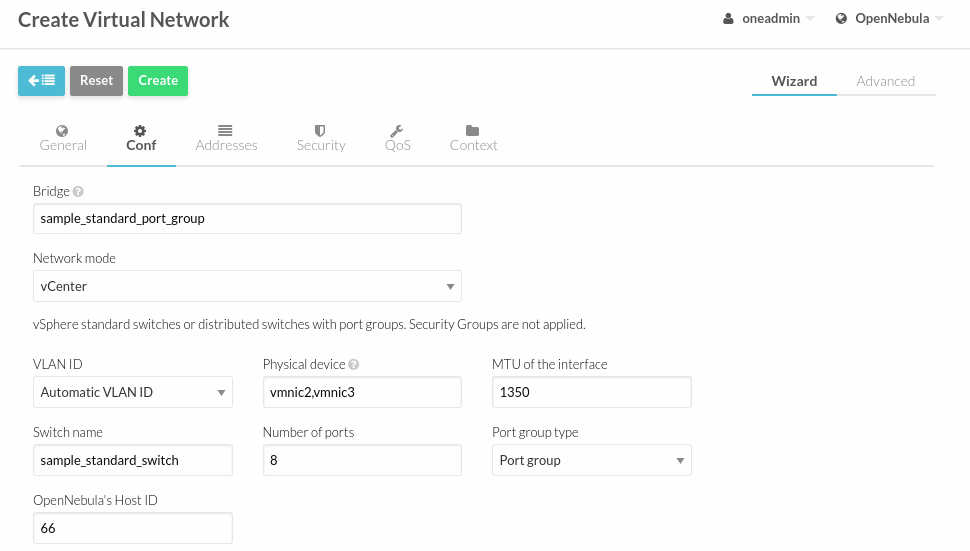 Create Virtual Network
oneadmin
OpenNebula
Reset
Create
Wizard
Advanced
General
Conf
Addresses
Security
QoS
Context
Bridge ?
sample_standard_port_group
Network mode
vCenter
vSphere standard switches or distributed switches with port groups. Security Groups are not applied.
VLAN ID
Physical device ?
MTU of the interface
Automatic VLAN ID
vmnic2,vmnic3
1350
Switch name
Number of ports
Port group type
sample_standard_switch
8
Port group
OpenNebula's Host ID
66